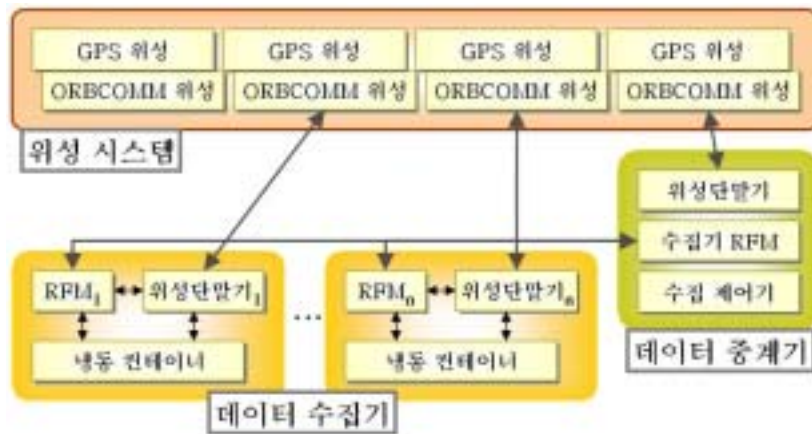 GPS 위성 GPS 위성 GPS 위성 GPS 위성
ORBCOMM 위성 ORBCOMM 위성 ORBCOMM 위성 ORBCOMM 위성
위성 시스템
위성단말기
수집기 RFM
수집 제어기
데이터 중계기
RFM₁ 위성단말기₁ ... RFMₙ 위성단말기ₙ
냉동 컨테이너 냉동 컨테이너
데이터 수집기